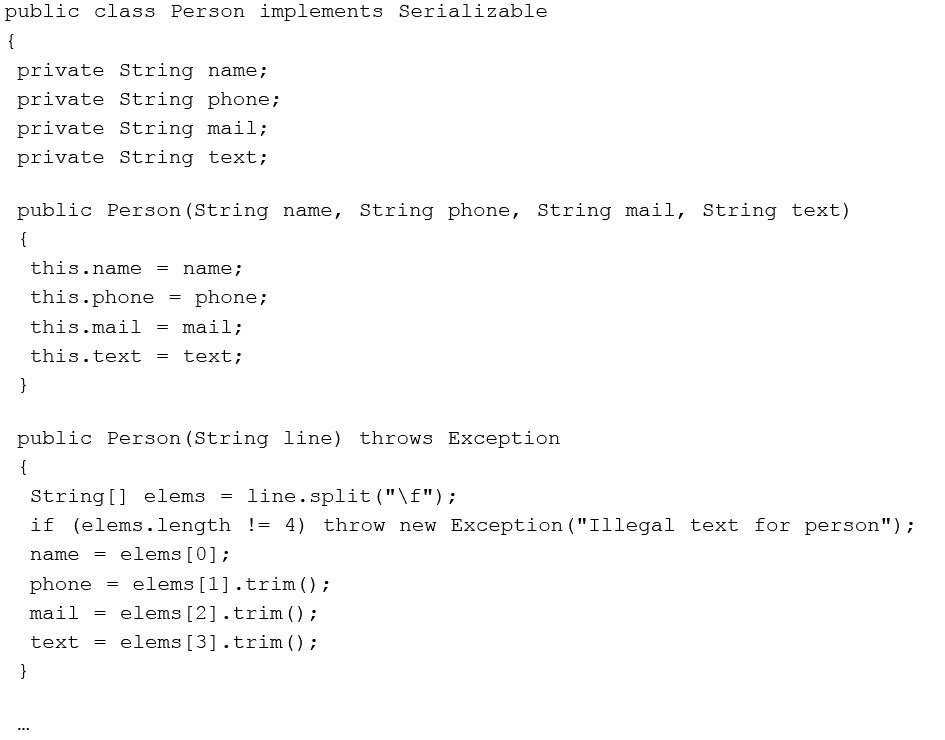 public class Person implements Serializable
{
private String name;
private String phone;
private String mail;
private String text;
public Person(String name, String phone, String mail, String text)
{
this.name = name;
this.phone = phone;
this.mail = mail;
this.text = text;
}
public Person(String line) throws Exception
{
String[] elems = line.split("\f");
if (elems.length != 4) throw new Exception("Illegal text for person");
name = elems[0];
phone = elems[1].trim();
mail = elems[2].trim();
text = elems[3].trim();
}
…